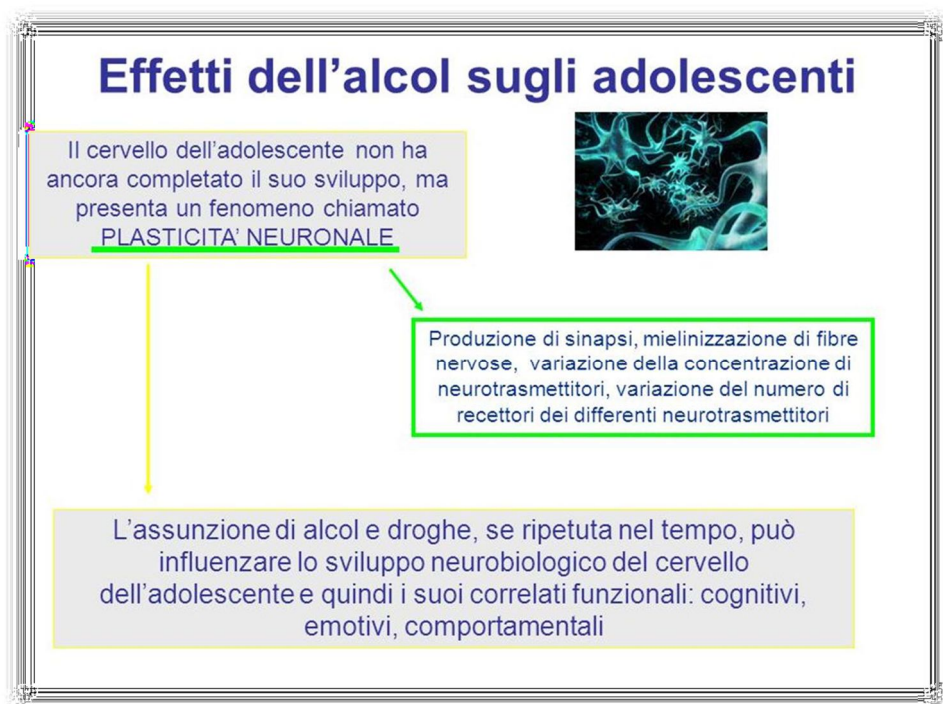 Effetti dell'alcol sugli adolescenti
Il cervello dell'adolescente non ha
ancora completato il suo sviluppo, ma
presenta un fenomeno chiamato
PLASTICITA' NEURONALE
Produzione di sinapsi, mielinizzazione di fibre
nervose, variazione della concentrazione di
neurotrasmettitori, variazione del numero di
recettori dei differenti neurotrasmettitori
L'assunzione di alcol e droghe, se ripetuta nel tempo, può
influenzare lo sviluppo neurobiologico del cervello
dell'adolescente e quindi i suoi correlati funzionali: cognitivi,
emotivi, comportamentali